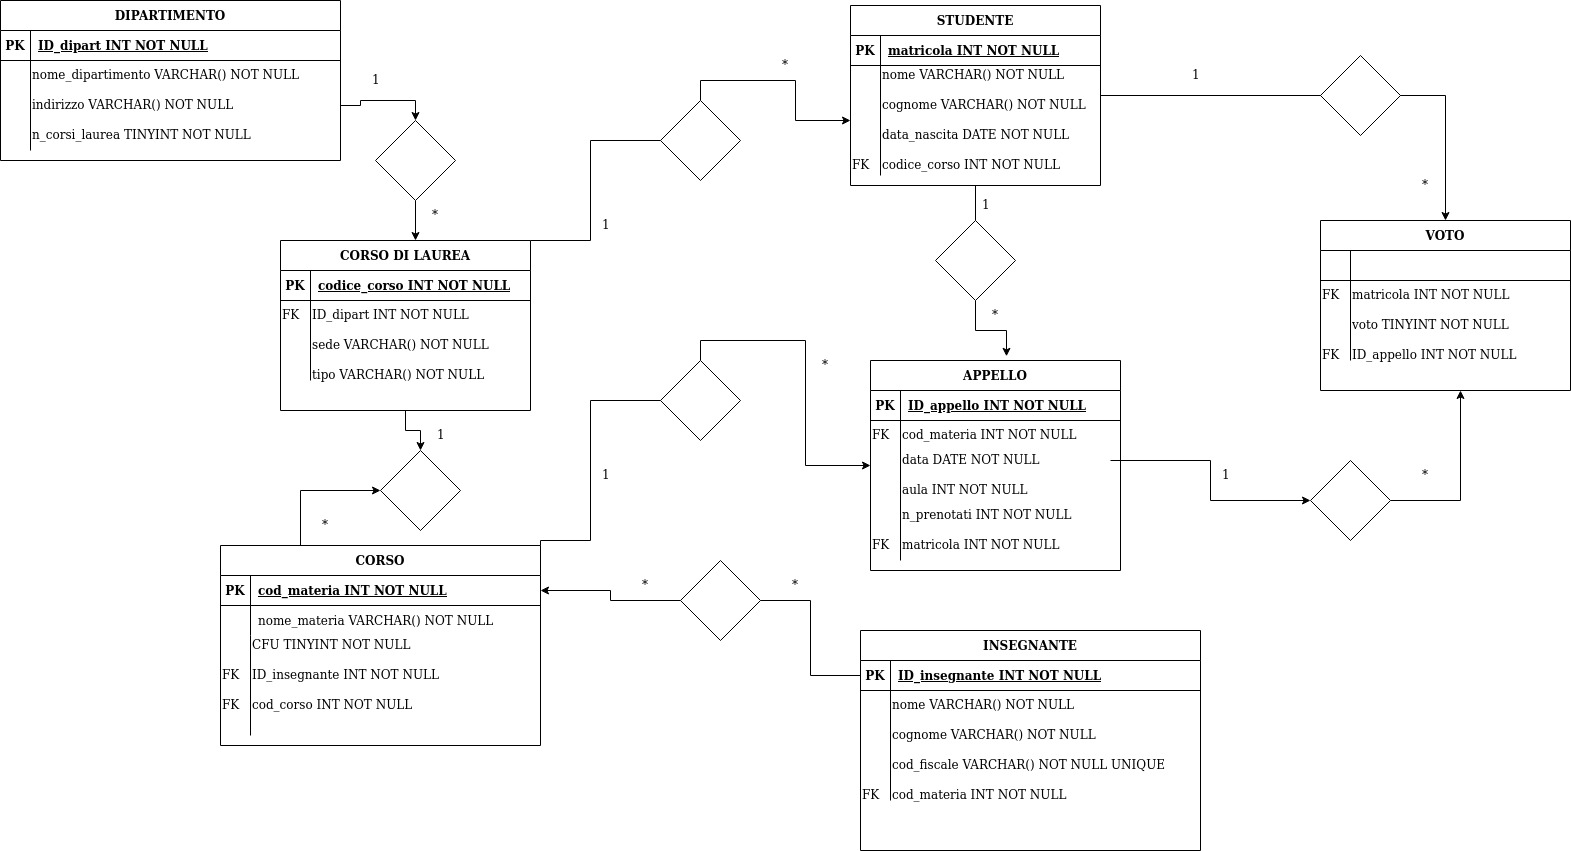 DIPARTIMENTO
PK ID_dipart INT NOT NULL
nome_dipartimento VARCHAR() NOT NULL
indirizzo VARCHAR() NOT NULL
n_corsi_laurea TINYINT NOT NULL
1
*
STUDENTE
PK matricola INT NOT NULL
nome VARCHAR() NOT NULL
cognome VARCHAR() NOT NULL
data_nascita DATE NOT NULL
FK codice_corso INT NOT NULL
*
1
1
*
1
*
CORSO DI LAUREA
PK codice_corso INT NOT NULL
FK ID_dipart INT NOT NULL
sede VARCHAR() NOT NULL
tipo VARCHAR() NOT NULL
1
*
VOTO
FK matricola INT NOT NULL
voto TINYINT NOT NULL
FK ID_appello INT NOT NULL
APPELLO
PK ID_appello INT NOT NULL
FK cod_materia INT NOT NULL
data DATE NOT NULL
aula INT NOT NULL
n_prenotati INT NOT NULL
FK matricola INT NOT NULL
*
1
1
*
CORSO
PK cod_materia INT NOT NULL
nome_materia VARCHAR() NOT NULL
CFU TINYINT NOT NULL
FK ID_insegnante INT NOT NULL
FK cod_corso INT NOT NULL
*
*
INSEGNANTE
PK ID_insegnante INT NOT NULL
nome VARCHAR() NOT NULL
cognome VARCHAR() NOT NULL
cod_fiscale VARCHAR() NOT NULL UNIQUE
FK cod_materia INT NOT NULL